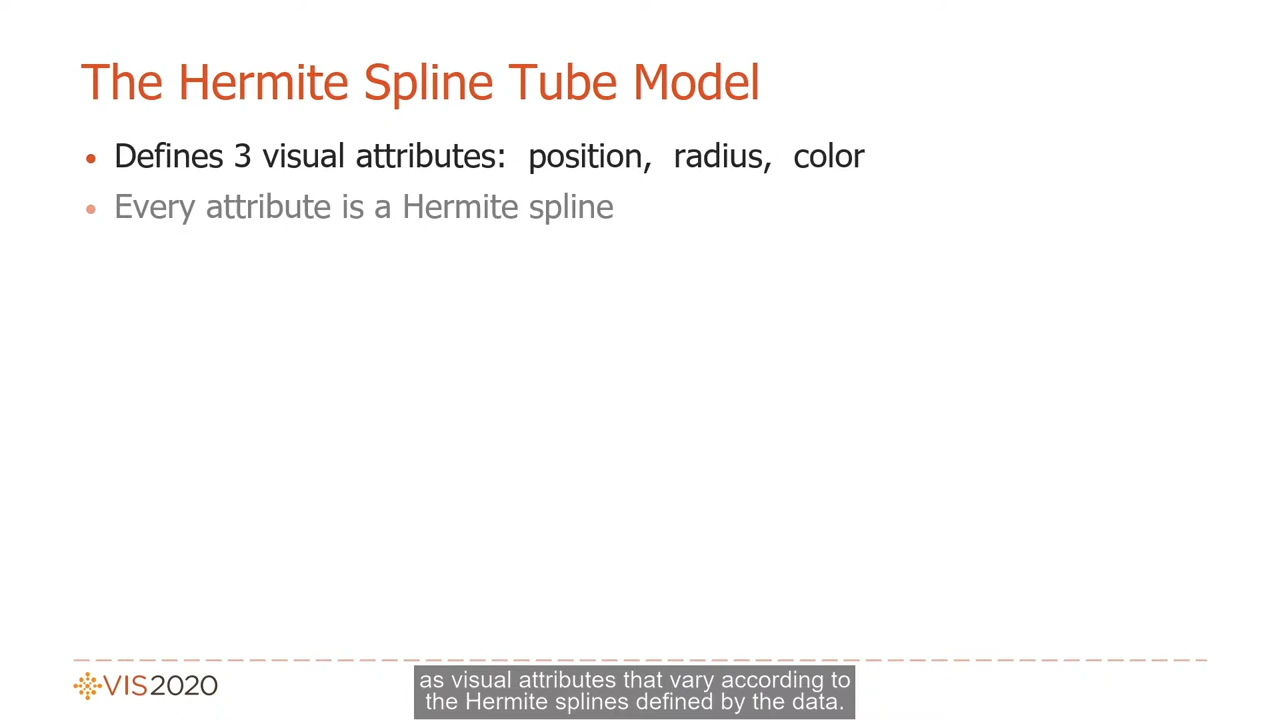 The Hermite Spline Tube Model
• Defines 3 visual attributes: position, radius, color
• Every attribute is a Hermite spline
VIS2020
as visual attributes that vary according to
the Hermite splines defined by the data.